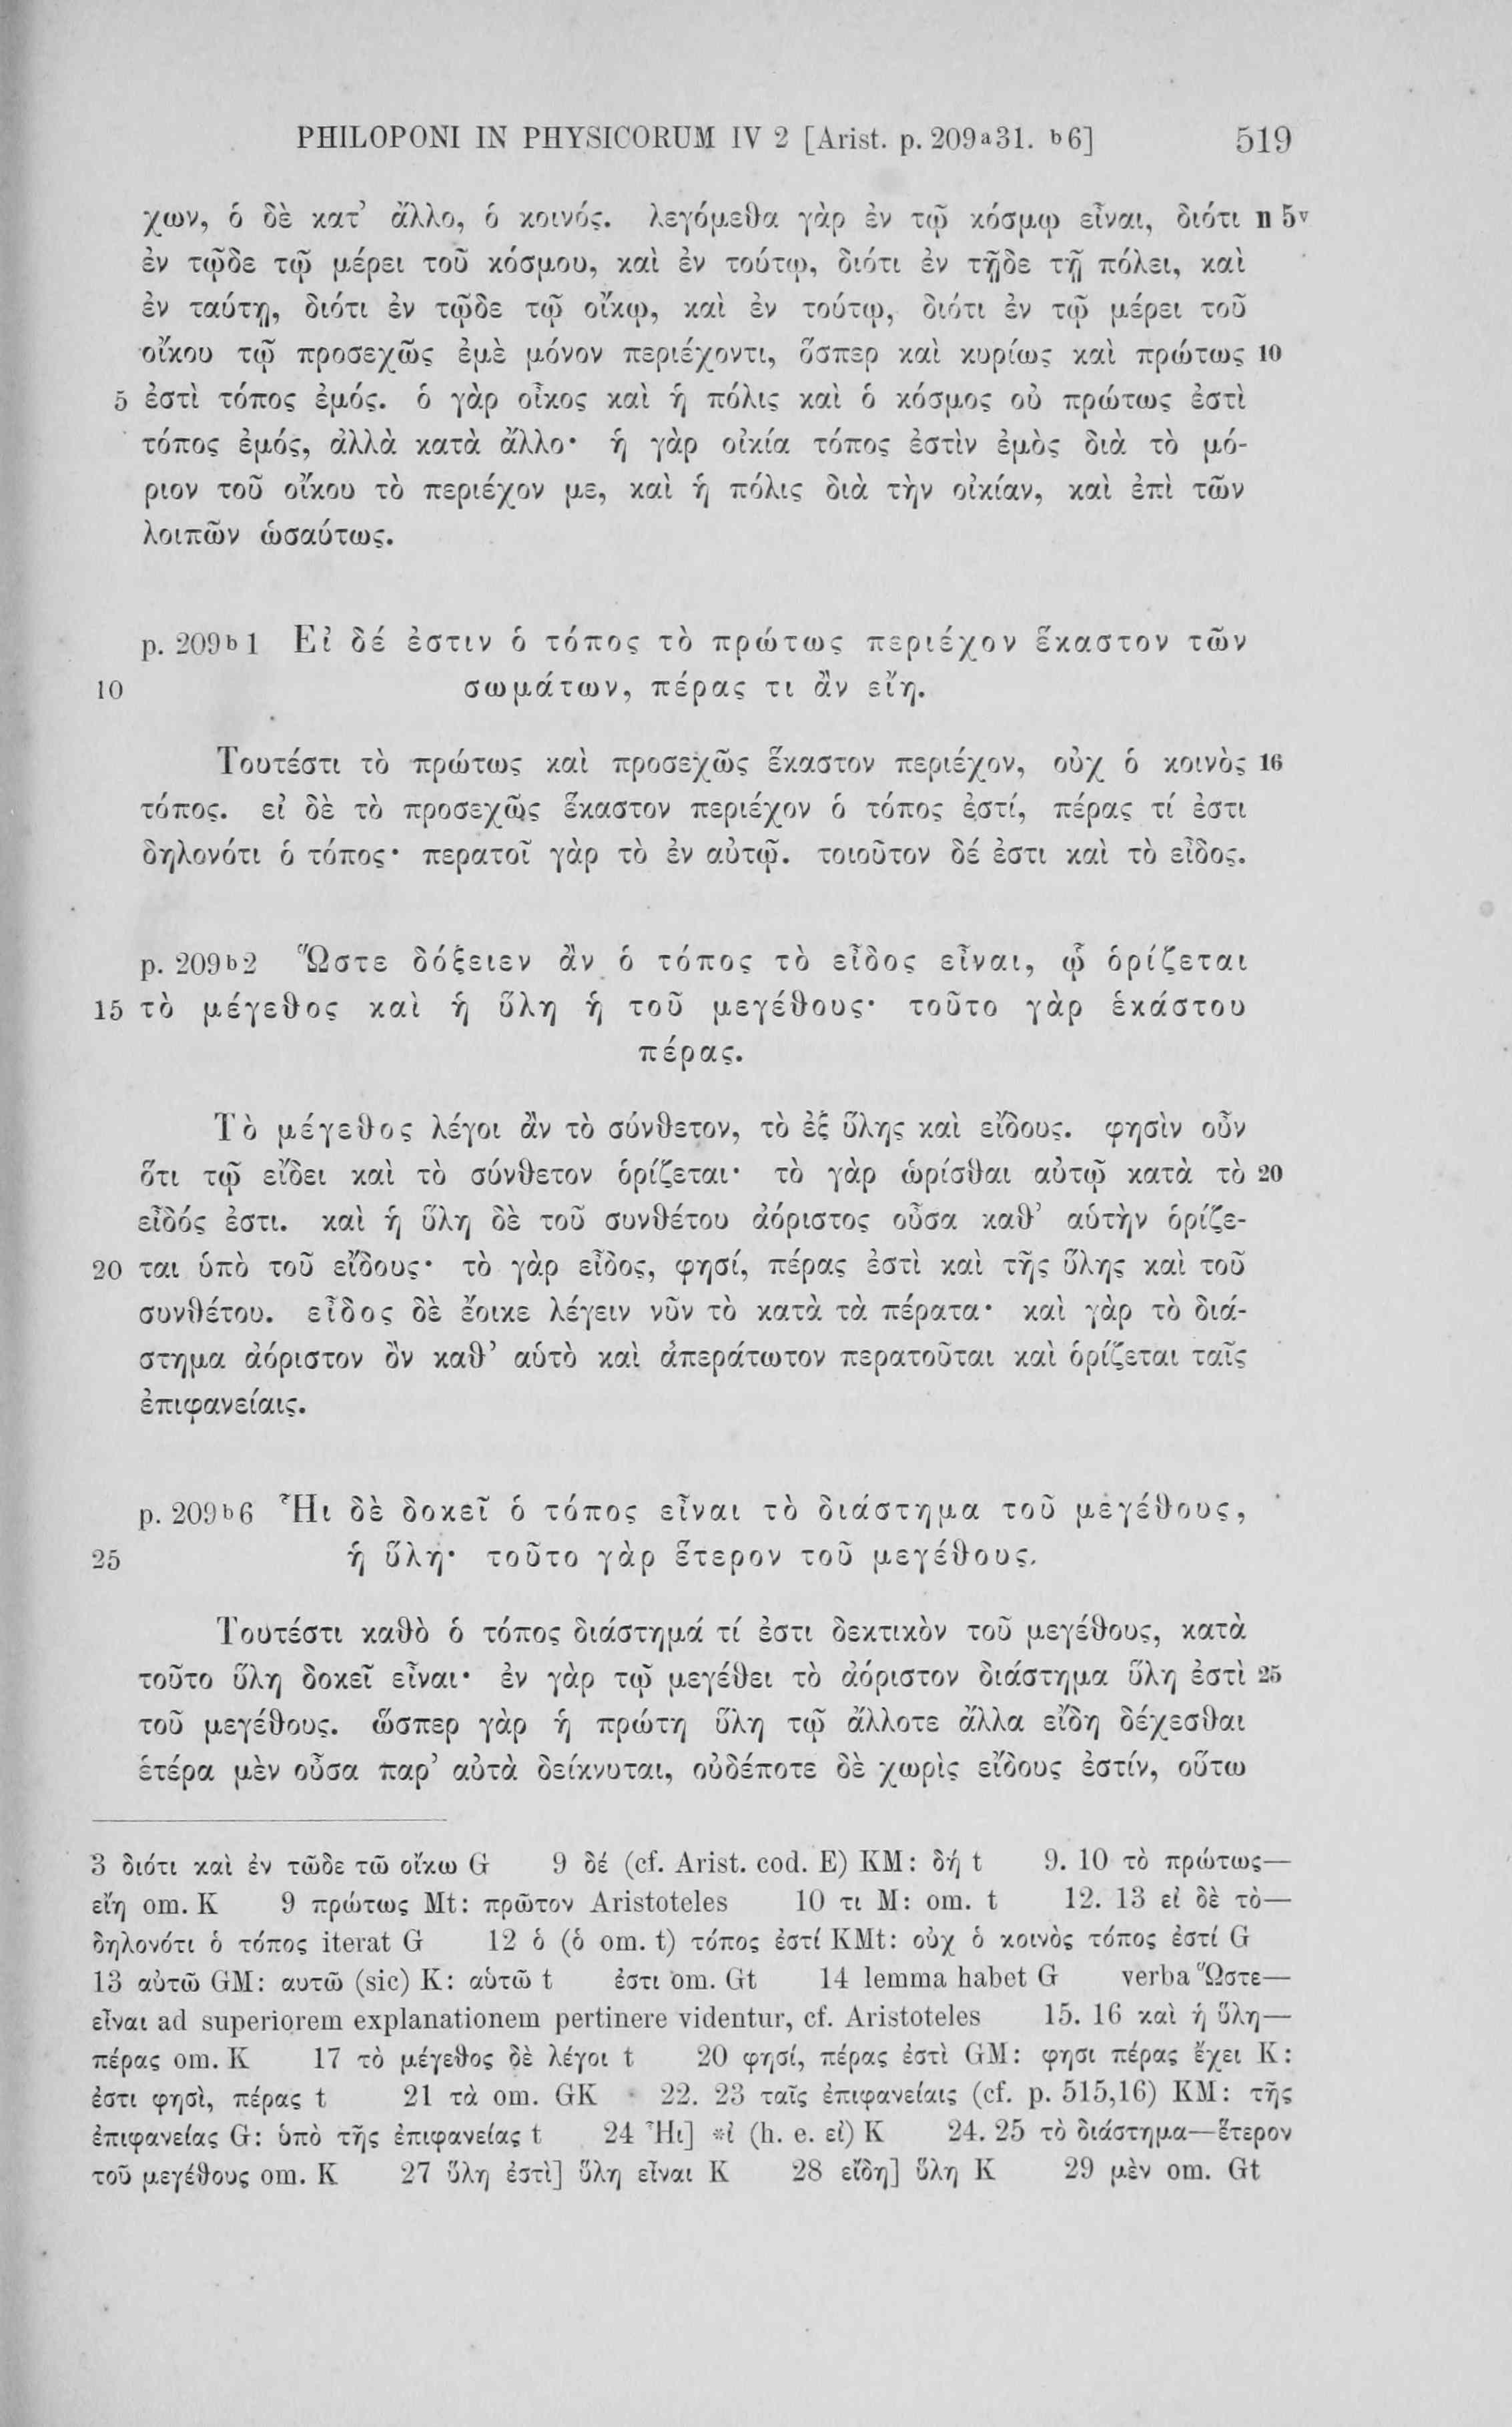 PHILOPONI IN PHYSICORUM IV 2 [Arist. p. 209ᵃ31. ᵇ6] 519
χων, ὁ δὲ κατ’ ἄλλο, ὁ κοινός. λεγόμεθα γὰρ ἐν τῷ κόσμῳ εἶναι, διότι n 5ᵛ
ἐν τῷδε τῷ μέρει τοῦ κόσμου, καὶ ἐν τούτῳ, διότι ἐν τῇδε τῇ πόλει, καὶ
ἐν ταύτῃ, διότι ἐν τῷδε τῷ οἴκῳ, καὶ ἐν τούτῳ, διότι ἐν τῷ μέρει τοῦ
οἴκου τῷ προσεχῶς ἐμὲ μόνον περιέχοντι, ὅσπερ καὶ κυρίως καὶ πρώτως 10
5 ἐστὶ τόπος ἐμός. ὁ γὰρ οἶκος καὶ ἡ πόλις καὶ ὁ κόσμος οὐ πρώτως ἐστὶ
τόπος ἐμός, ἀλλὰ κατὰ ἄλλο· ἡ γὰρ οἰκία τόπος ἐστὶν ἐμὸς διὰ τὸ μό-
ριον τοῦ οἴκου τὸ περιέχον με, καὶ ἡ πόλις διὰ τὴν οἰκίαν, καὶ ἐπὶ τῶν
λοιπῶν ὡσαύτως.
p. 209ᵇ1 Εἰ δέ ἐστιν ὁ τόπος τὸ πρώτως περιέχον ἕκαστον τῶν
10 σωμάτων, πέρας τι ἂν εἴη.
Τουτέστι τὸ πρώτως καὶ προσεχῶς ἕκαστον περιέχον, οὐχ ὁ κοινὸς 16
τόπος. εἰ δὲ τὸ προσεχῶς ἕκαστον περιέχον ὁ τόπος ἐστί, πέρας τί ἐστι
δηλονότι ὁ τόπος· περατοῖ γὰρ τὸ ἐν αὐτῷ. τοιοῦτον δέ ἐστι καὶ τὸ εἶδος.
p. 209ᵇ2 Ὥστε δόξειεν ἂν ὁ τόπος τὸ εἶδος εἶναι, ᾧ ὁρίζεται
15 τὸ μέγεθος καὶ ἡ ὕλη ἡ τοῦ μεγέθους· τοῦτο γὰρ ἑκάστου
πέρας.
Τὸ μέγεθος λέγοι ἂν τὸ σύνθετον, τὸ ἐξ ὕλης καὶ εἴδους. φησὶν οὖν
ὅτι τῷ εἴδει καὶ τὸ σύνθετον ὁρίζεται· τὸ γὰρ ὡρίσθαι αὐτῷ κατὰ τὸ 20
εἶδός ἐστι. καὶ ἡ ὕλη δὲ τοῦ συνθέτου ἀόριστος οὖσα καθ’ αὑτὴν ὁρίζε-
20 ται ὑπὸ τοῦ εἴδους· τὸ γὰρ εἶδος, φησί, πέρας ἐστὶ καὶ τῆς ὕλης καὶ τοῦ
συνθέτου. εἶδος δὲ ἔοικε λέγειν νῦν τὸ κατὰ τὰ πέρατα· καὶ γὰρ τὸ διά-
στημα ἀόριστον ὂν καθ’ αὑτὸ καὶ ἀπεράτωτον περατοῦται καὶ ὁρίζεται ταῖς
ἐπιφανείαις.
p. 209ᵇ6 Ἧι δὲ δοκεῖ ὁ τόπος εἶναι τὸ διάστημα τοῦ μεγέθους,
25 ἡ ὕλη· τοῦτο γὰρ ἕτερον τοῦ μεγέθους.
Τουτέστι καθὸ ὁ τόπος διάστημά τί ἐστι δεκτικὸν τοῦ μεγέθους, κατὰ
τοῦτο ὕλη δοκεῖ εἶναι· ἐν γὰρ τῷ μεγέθει τὸ ἀόριστον διάστημα ὕλη ἐστὶ 25
τοῦ μεγέθους. ὥσπερ γὰρ ἡ πρώτη ὕλη τῷ ἄλλοτε ἄλλα εἴδη δέχεσθαι
ἑτέρα μὲν οὖσα παρ’ αὐτὰ δείκνυται, οὐδέποτε δὲ χωρὶς εἴδους ἐστίν, οὕτω
3 διότι καὶ ἐν τῶδε τῶ οἴκω G 9 δέ (cf. Arist. cod. E) KM: δή t 9. 10 τὸ πρώτως—
εἴη om. K 9 πρώτως Mt: πρῶτον Aristoteles 10 τι M: om. t 12. 13 εἰ δὲ τὸ—
δηλονότι ὁ τόπος iterat G 12 ὁ (ὁ om. t) τόπος ἐστί KMt: οὐχ ὁ κοινὸς τόπος ἐστί G
13 αὐτῶ GM: αυτῶ (sic) K: αὑτῶ t ἐστι om. Gt 14 lemma habet G verba Ὥστε—
εἶναι ad superiorem explanationem pertinere videntur, cf. Aristoteles 15. 16 καὶ ἡ ὕλη—
πέρας om. K 17 τὸ μέγεθος δὲ λέγοι t 20 φησί, πέρας ἐστὶ GM: φησι πέρας ἔχει K:
ἐστι φησὶ, πέρας t 21 τὰ om. GK 22. 23 ταῖς ἐπιφανείαις (cf. p. 515,16) KM: τῆς
ἐπιφανείας G: ὑπὸ τῆς ἐπιφανείας t 24 Ἧι] *ἰ (h. e. εἰ) K 24. 25 τὸ διάστημα—ἕτερον
τοῦ μεγέθους om. K 27 ὕλη ἐστὶ] ὕλη εἶναι K 28 εἴδη] ὕλη K 29 μὲν om. Gt